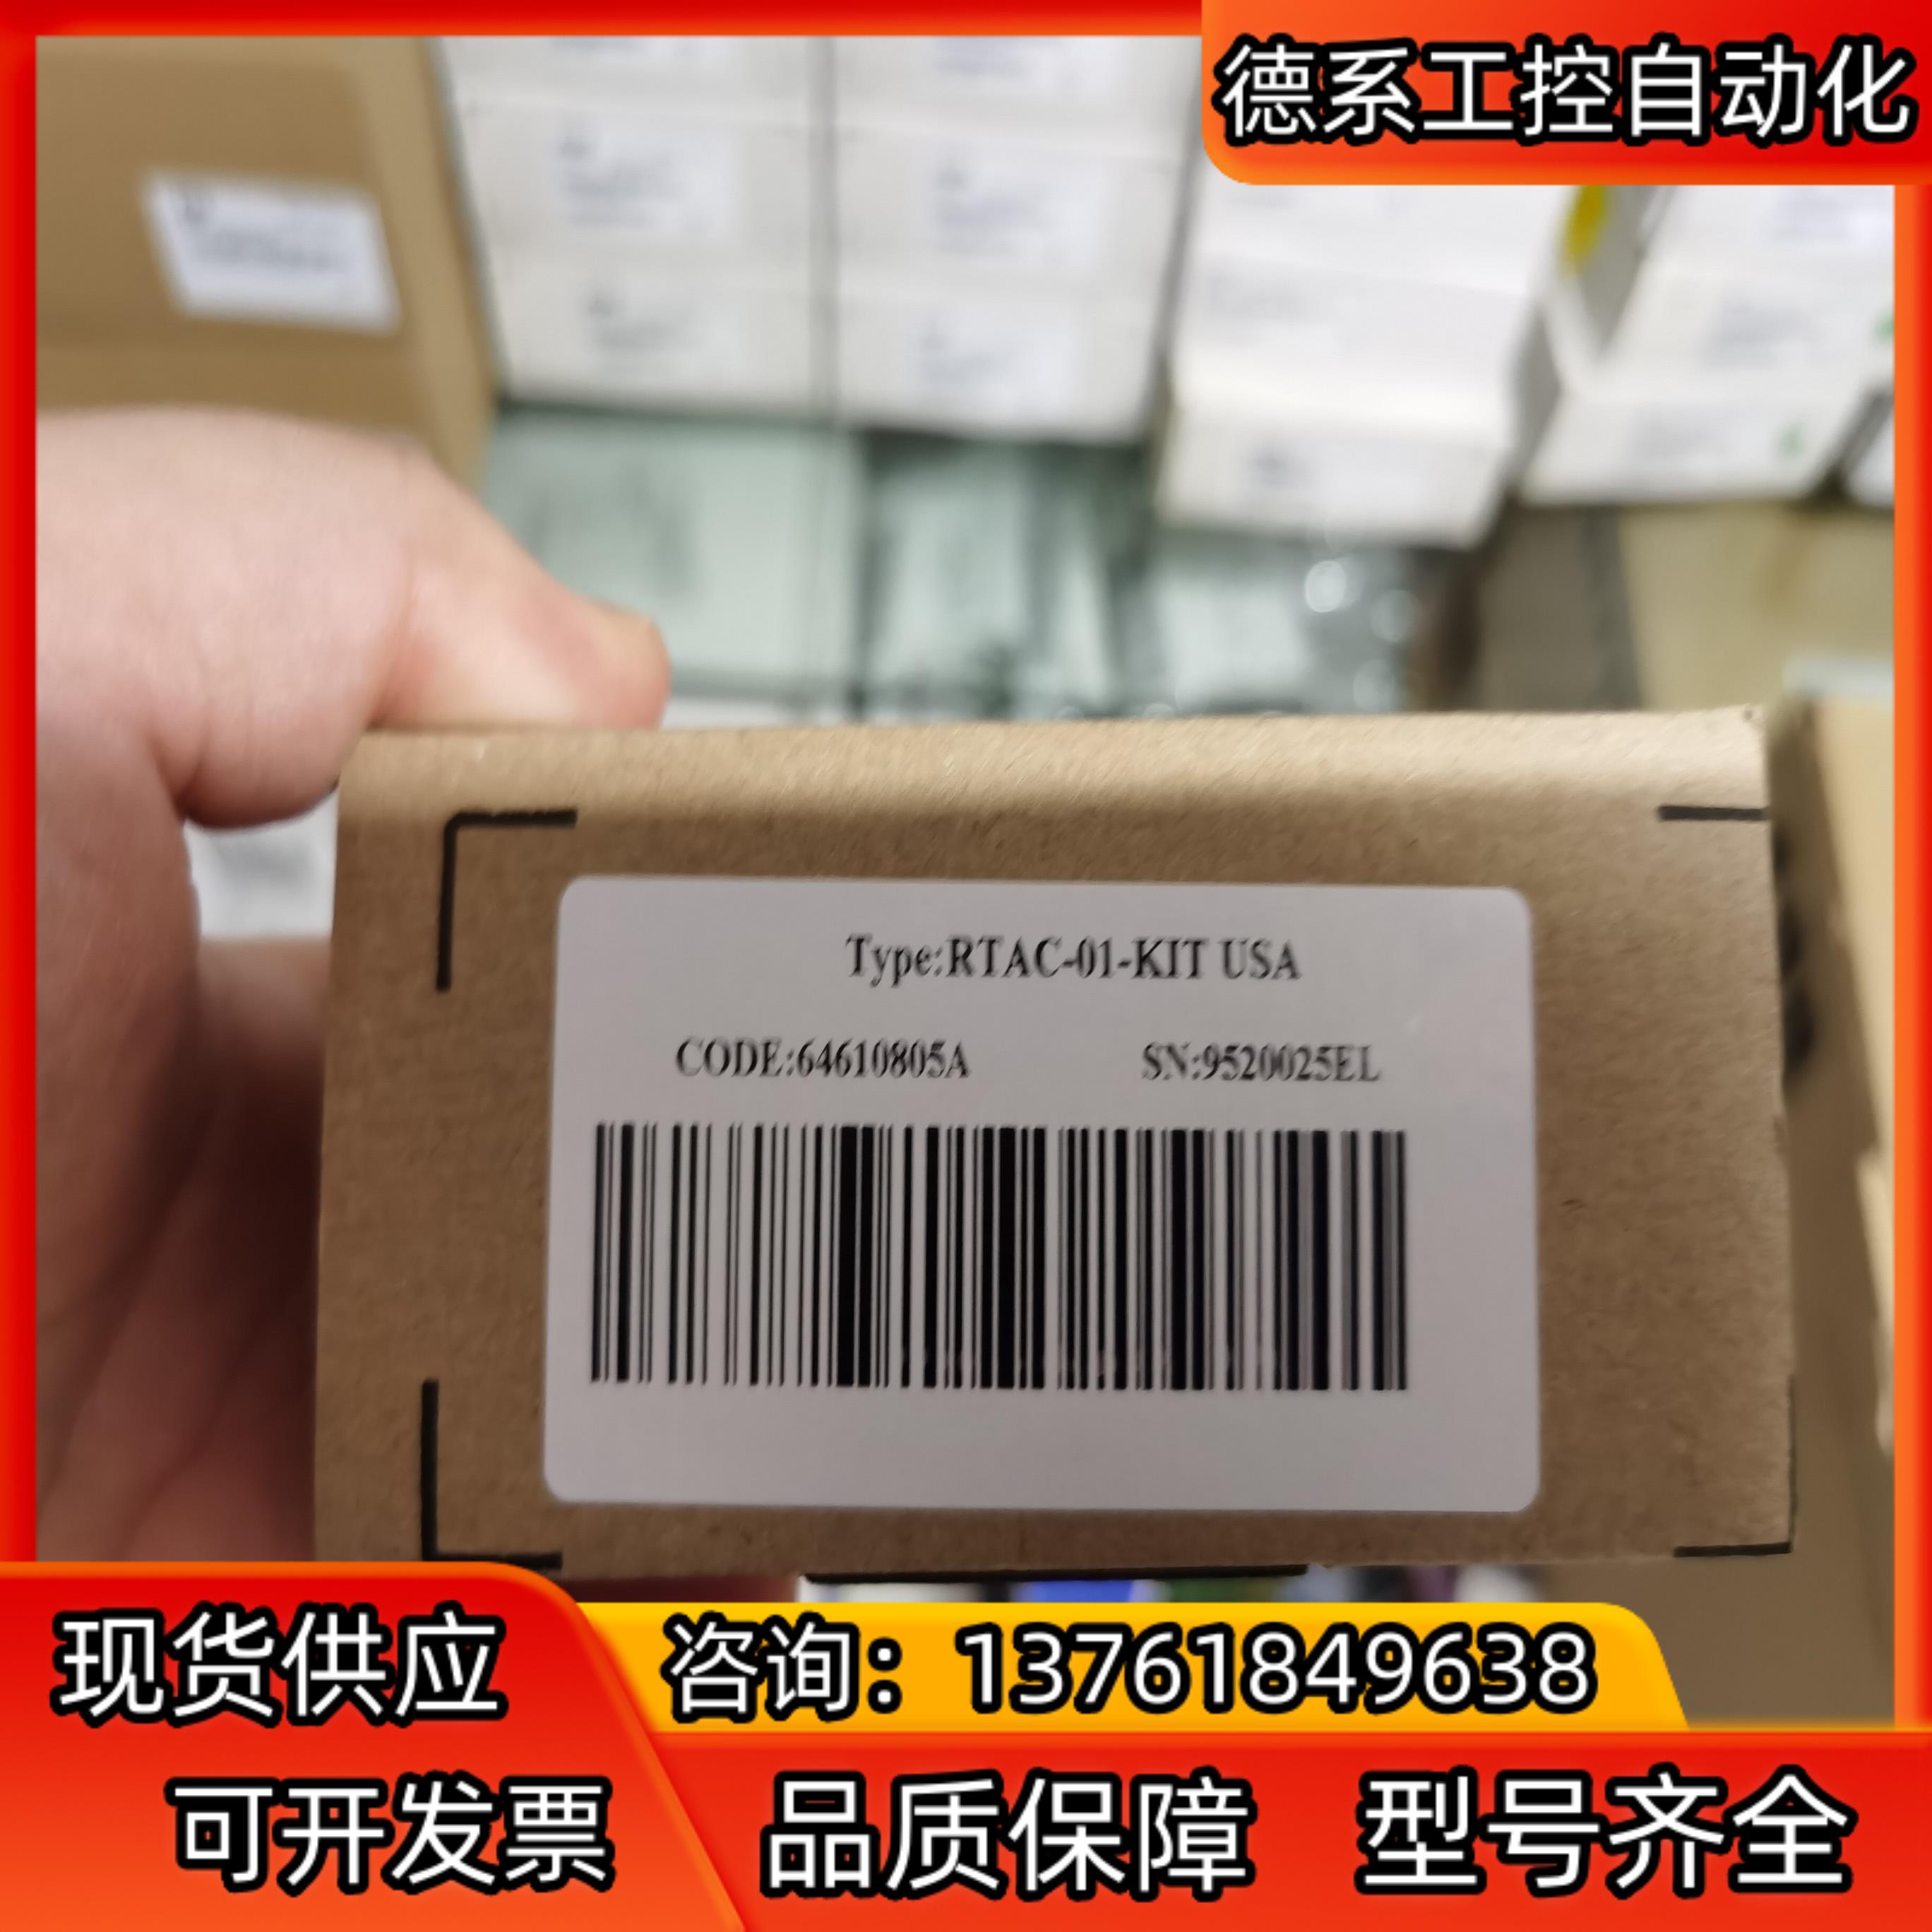 德系工控自动化
Type:RTAC-01-KIT USA
CODE:64610805A
SN:9520025EL
现货供应
咨询：13761849638
可开发票
品质保障
型号齐全